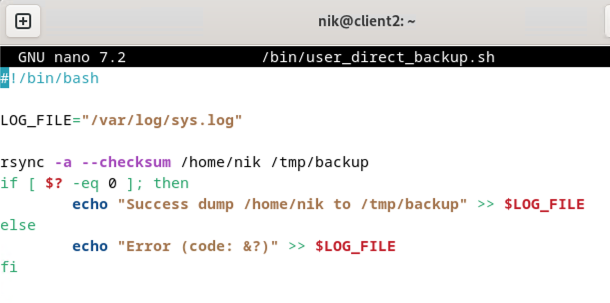 nik@client2: ~
GNU nano 7.2 /bin/user_direct_backup.sh
#!/bin/bash
LOG_FILE="/var/log/sys.log"
rsync -a --checksum /home/nik /tmp/backup
if [ $? -eq 0 ]; then
echo "Success dump /home/nik to /tmp/backup" >> $LOG_FILE
else
echo "Error (code: &?)" >> $LOG_FILE
fi